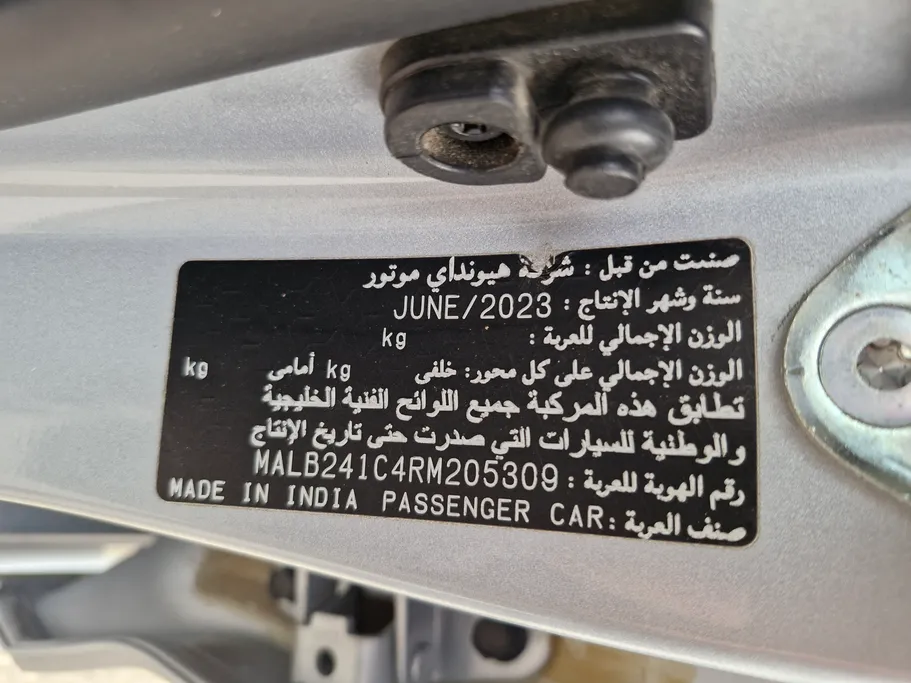 صنعت من قبل : شركة هيونداي موتور
سنة وشهر الإنتاج : JUNE/2023
الوزن الإجمالي للعربة : kg
الوزن الإجمالي على كل محور: خلفى kg أمامى kg
تطابق هذه المركبة جميع اللوائح الفنية الخليجية
والوطنية للسيارات التي صدرت حتى تاريخ الإنتاج
رقم الهوية للعربة : MALB241C4RM205309
صنف العربة : PASSENGER CAR MADE IN INDIA